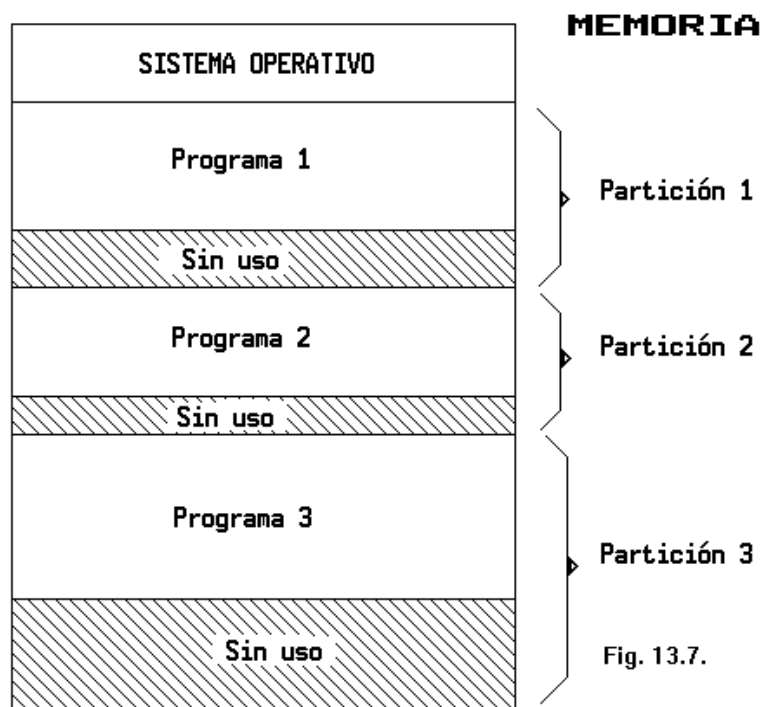 MEMORIA
SISTEMA OPERATIVO
Programa 1
Partición 1
Sin uso
Programa 2
Partición 2
Sin uso
Programa 3
Partición 3
Sin uso
Fig. 13.7.